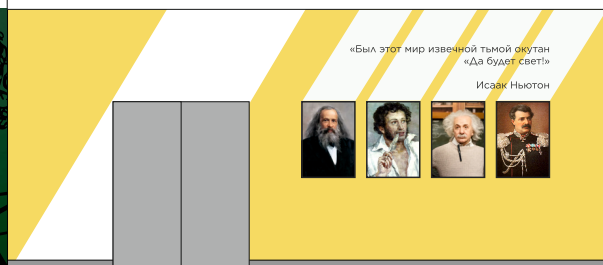 «Был этот мир извечной тьмой окутан
«Да будет свет!»
Исаак Ньютон